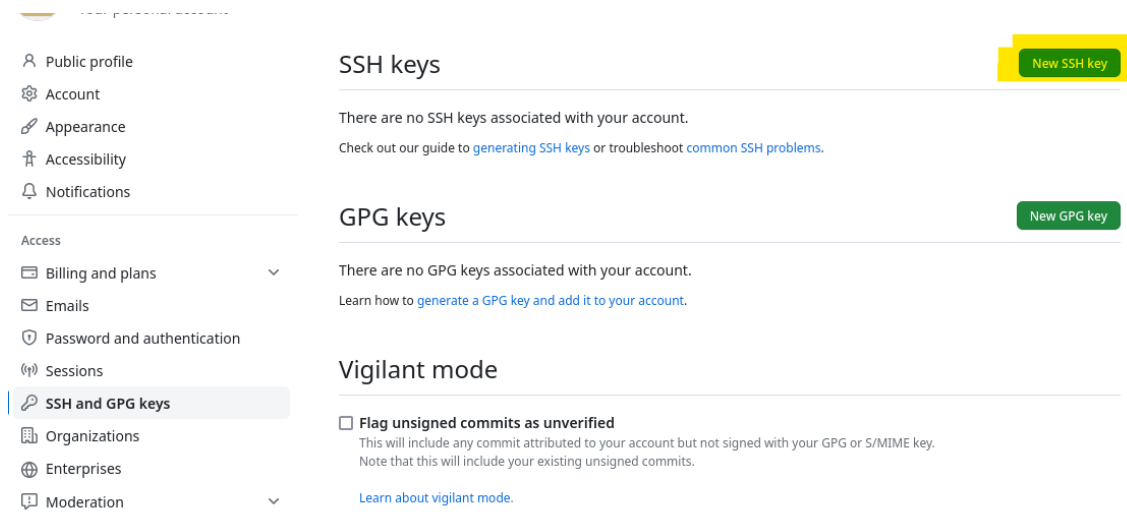 Your personal account
Public profile
Account
Appearance
Accessibility
Notifications
Access
Billing and plans
Emails
Password and authentication
Sessions
SSH and GPG keys
Organizations
Enterprises
Moderation
SSH keys
New SSH key
There are no SSH keys associated with your account.
Check out our guide to generating SSH keys or troubleshoot common SSH problems.
GPG keys
New GPG key
There are no GPG keys associated with your account.
Learn how to generate a GPG key and add it to your account.
Vigilant mode
Flag unsigned commits as unverified
This will include any commit attributed to your account but not signed with your GPG or S/MIME key.
Note that this will include your existing unsigned commits.
Learn about vigilant mode.